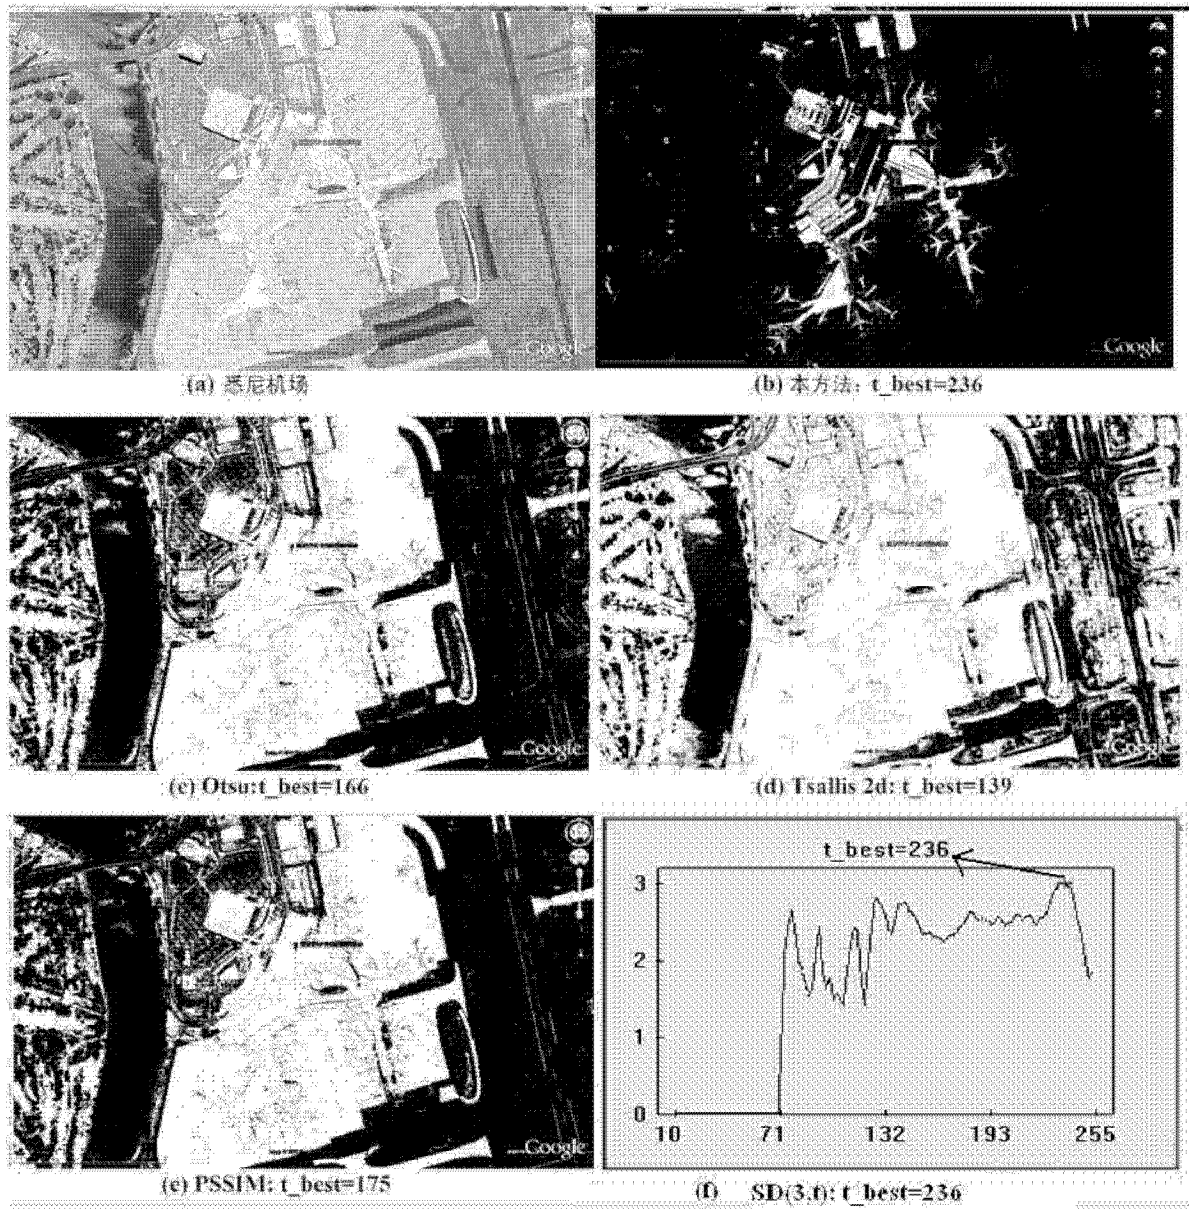 Google
Google
(a) 悉尼机场
(b) 本方法: t_best=236
Google
Google
(c) Otsu:t_best=166
(d) Tsallis 2d: t_best=139
t_best=236
3
2
1
0
10 71 132 193 255
Google
(e) PSSIM: t_best=175
(f) SD(3,t): t_best=236